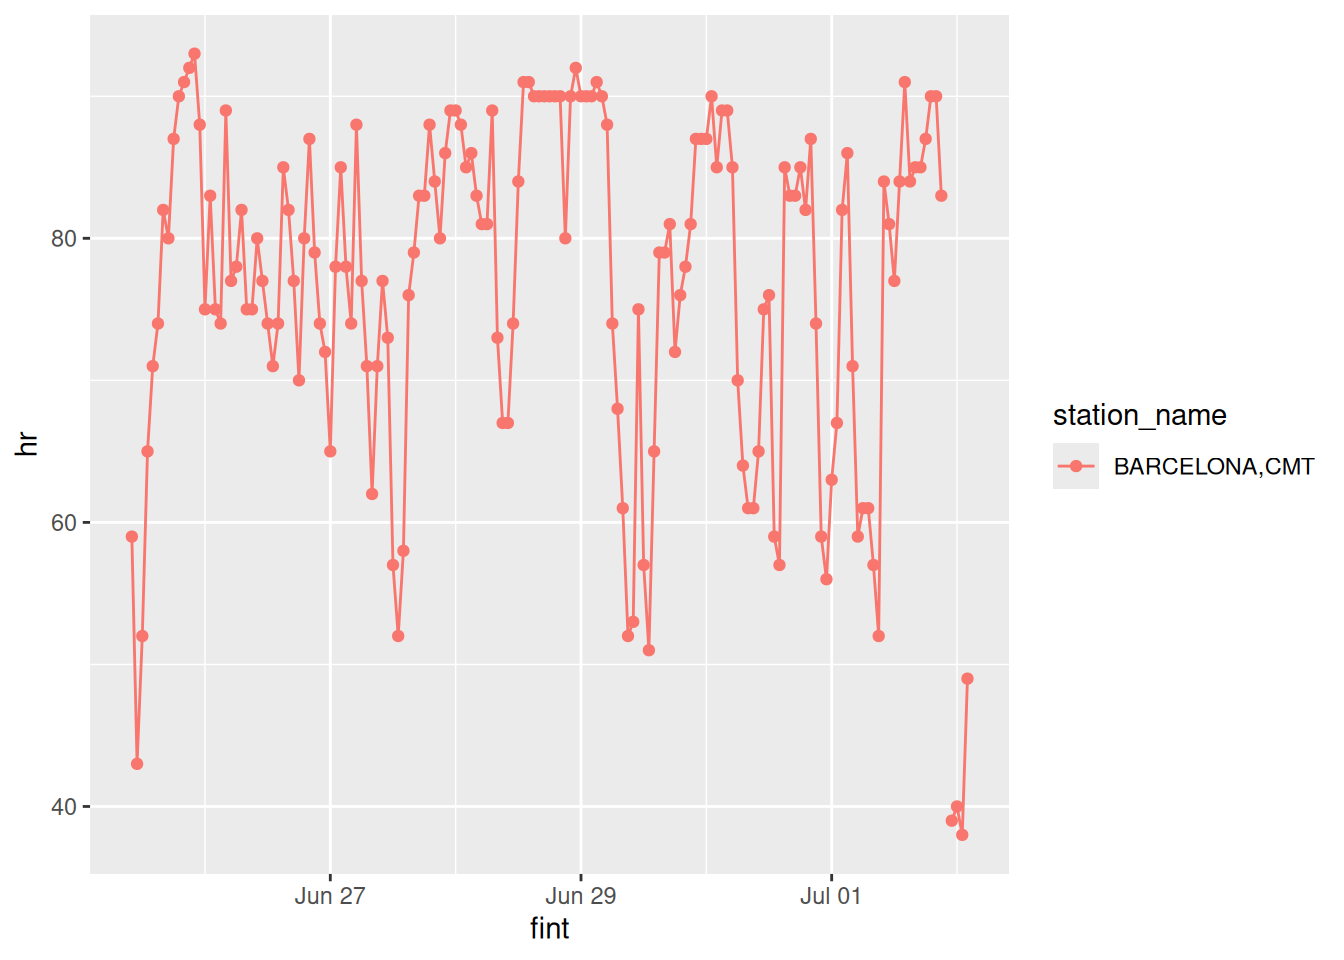 80
60
40
hr
Jun 27
Jun 29
Jul 01
fint
station_name
BARCELONA,CMT